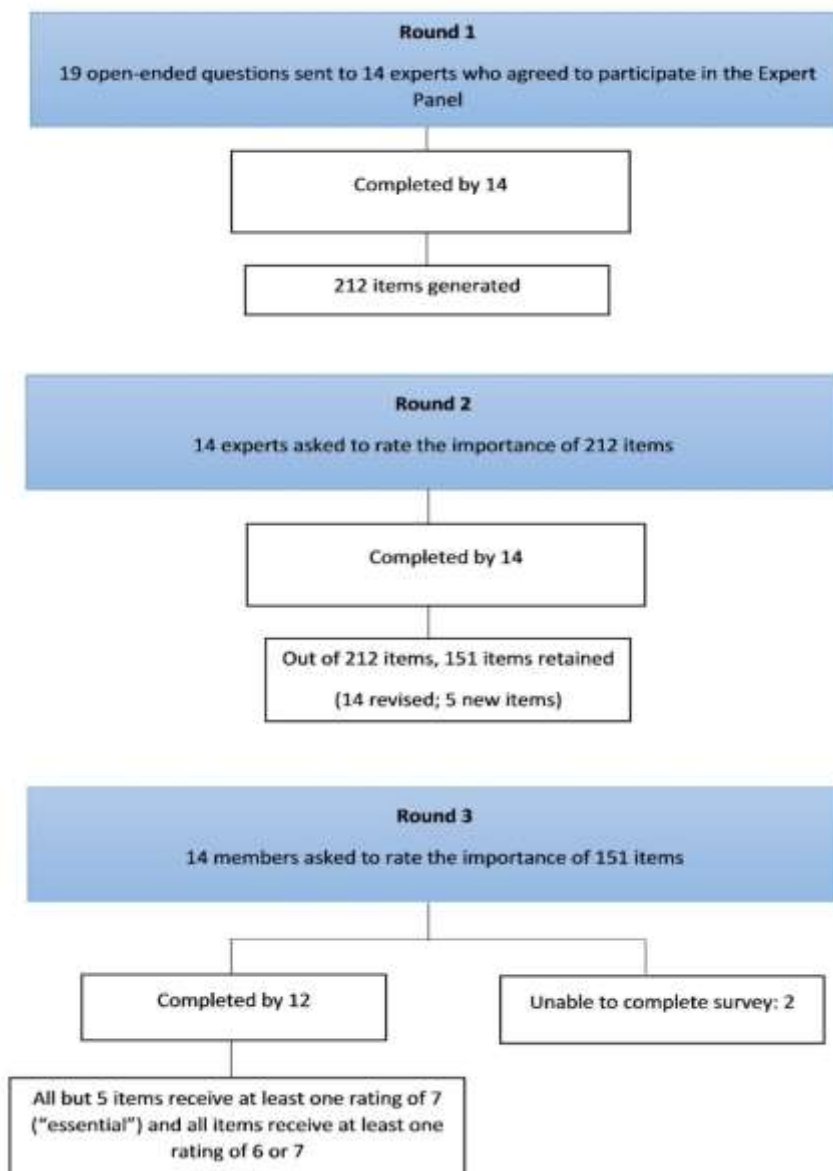 Round 1
19 open-ended questions sent to 14 experts who agreed to participate in the Expert
Panel
Completed by 14
212 items generated
Round 2
14 experts asked to rate the importance of 212 items
Completed by 14
Out of 212 items, 151 items retained
(14 revised; 5 new items)
Round 3
14 members asked to rate the importance of 151 items
Completed by 12
Unable to complete survey: 2
All but 5 items receive at least one rating of 7
(“essential”) and all items receive at least one
rating of 6 or 7